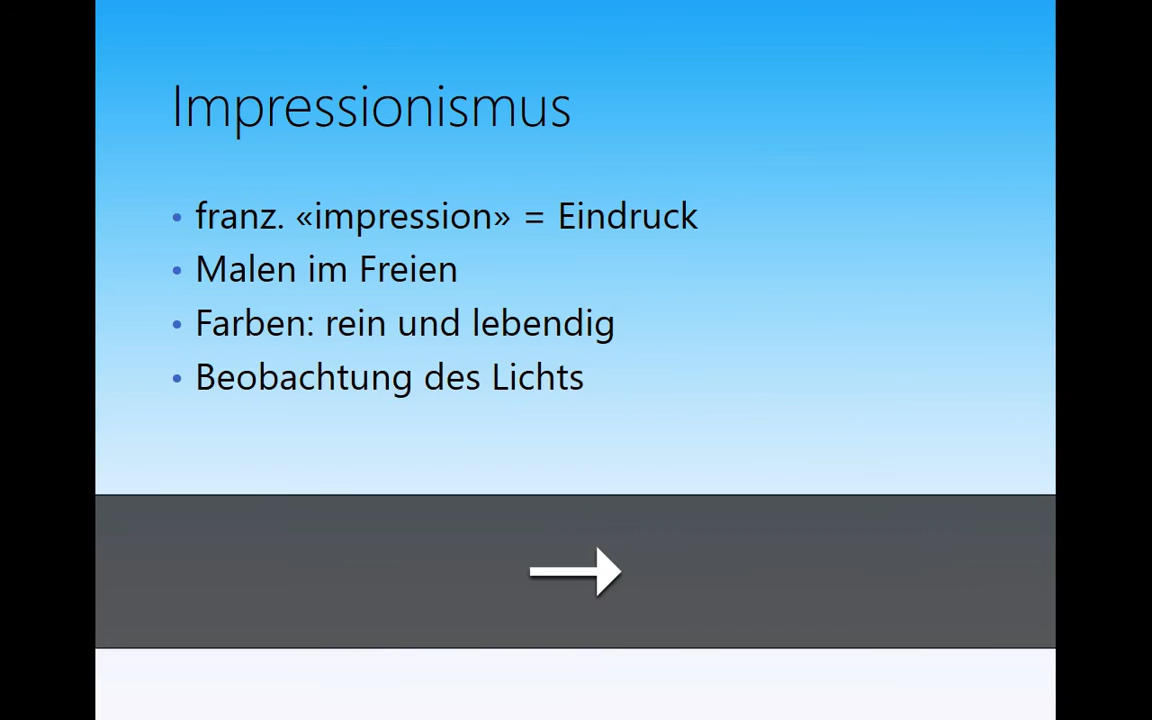 Impressionismus
• franz. «impression» = Eindruck
• Malen im Freien
• Farben: rein und lebendig
• Beobachtung des Lichts